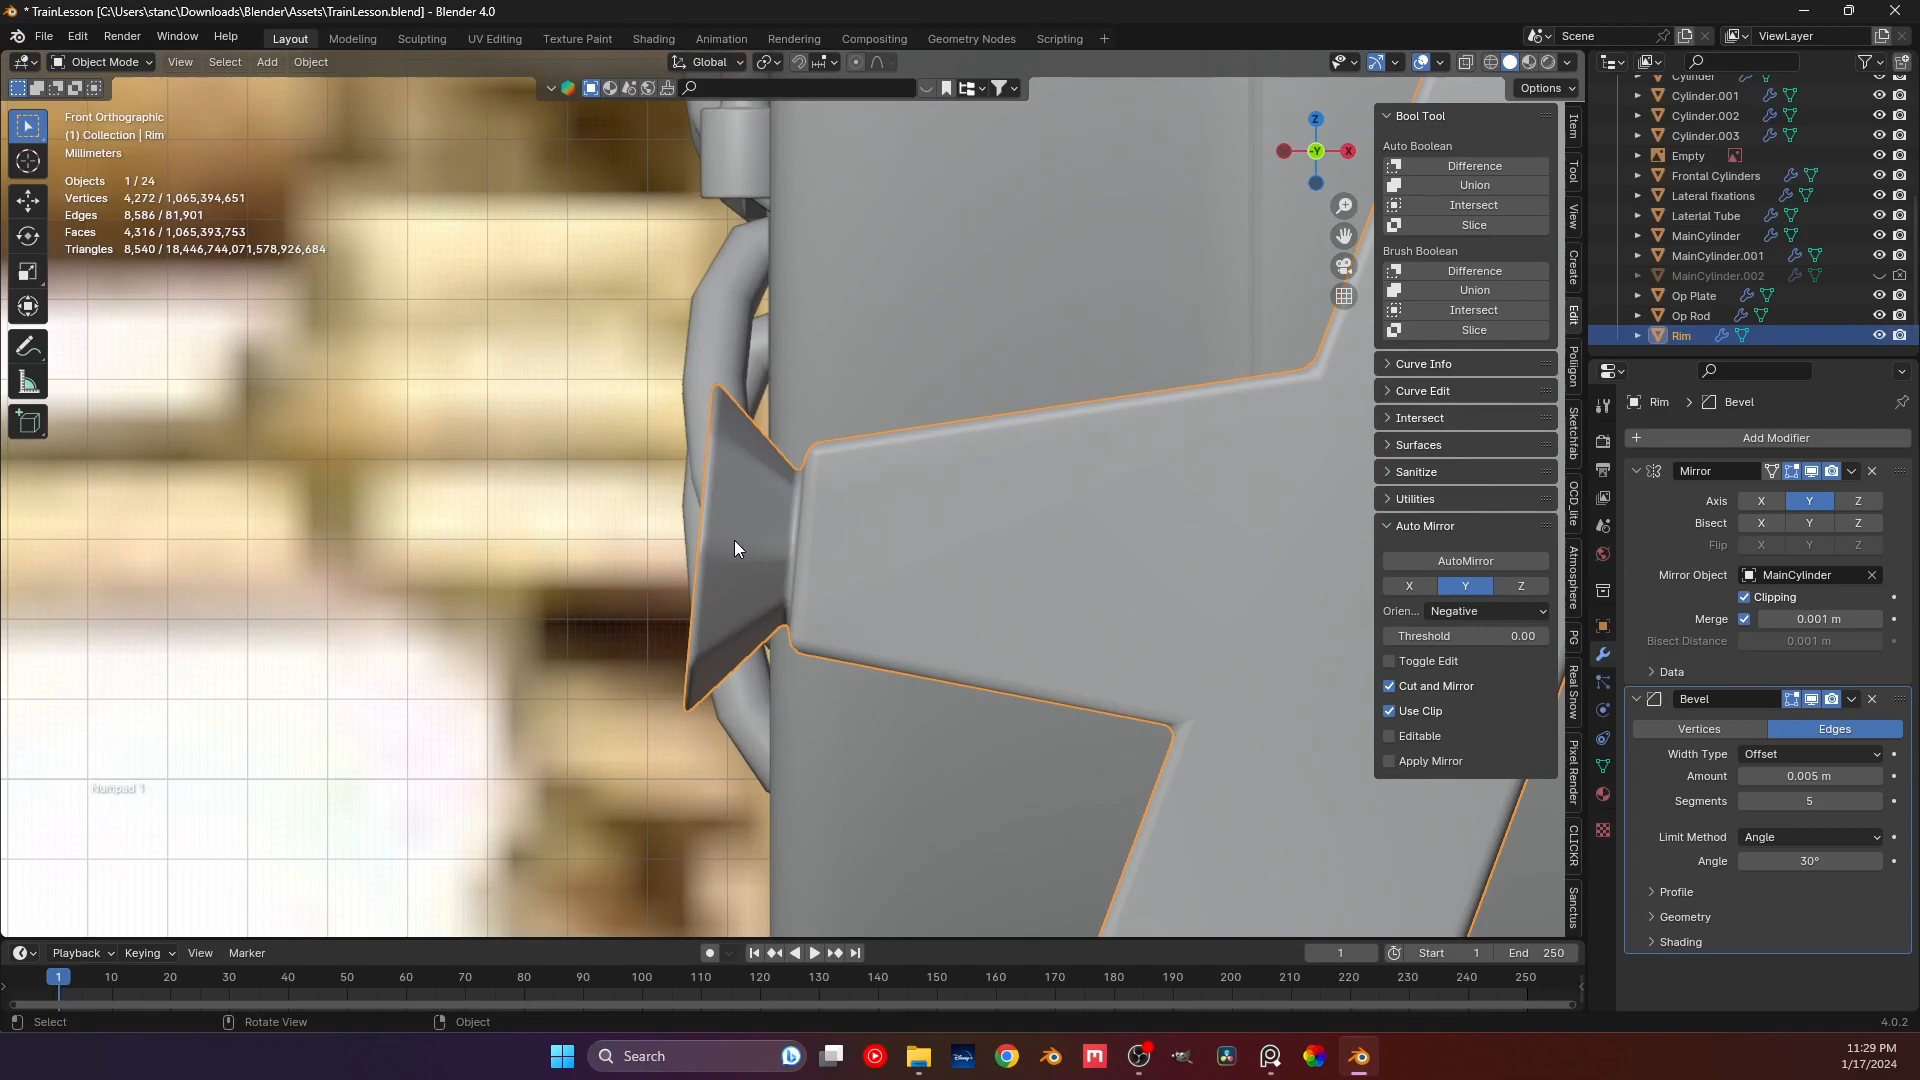 * TrainLesson [C:\Users\stanc\Downloads\Blender\Assets\TrainLesson.blend] - Blender 4.0
File Edit Render Window Help
Layout Modeling Sculpting UV Editing Texture Paint Shading Animation Rendering Compositing Geometry Nodes Scripting +
Scene ViewLayer
Object Mode View Select Add Object
Global
Options
Front Orthographic
(1) Collection | Rim
Millimeters
Objects 1 / 24
Vertices 4,272 / 1,065,394,651
Edges 8,586 / 81,901
Faces 4,316 / 1,065,393,753
Triangles 8,540 / 18,446,744,071,578,926,684
Numpad 1
Z
-Y
X
Bool Tool
Auto Boolean
Difference
Union
Intersect
Slice
Brush Boolean
Difference
Union
Intersect
Slice
Curve Info
Curve Edit
Intersect
Surfaces
Sanitize
Utilities
Auto Mirror
AutoMirror
X Y Z
Orien... Negative
Threshold 0.00
Toggle Edit
Cut and Mirror
Use Clip
Editable
Apply Mirror
Item
Tool
View
Create
Edit
Poliigon
Sketchfab
OCD_lite
Atmosphere
PG
Real Snow
Pixel Render
CLICKR
Sanctus
Cylinder
Cylinder.001
Cylinder.002
Cylinder.003
Empty
Frontal Cylinders
Lateral fixations
Laterlal Tube
MainCylinder
MainCylinder.001
MainCylinder.002
Op Plate
Op Rod
Rim
Rim > Bevel
+ Add Modifier
Mirror
Axis X Y Z
Bisect X Y Z
Flip X Y Z
Mirror Object MainCylinder
Clipping
Merge 0.001 m
Bisect Distance 0.001 m
Data
Bevel
Vertices Edges
Width Type Offset
Amount 0.005 m
Segments 5
Limit Method Angle
Angle 30°
Profile
Geometry
Shading
Playback Keying View Marker
1 Start 1 End 250
1 10 20 30 40 50 60 70 80 90 100 110 120 130 140 150 160 170 180 190 200 210 220 230 240 250
Select Rotate View Object
4.0.2
Search
Disney+
11:29 PM
1/17/2024